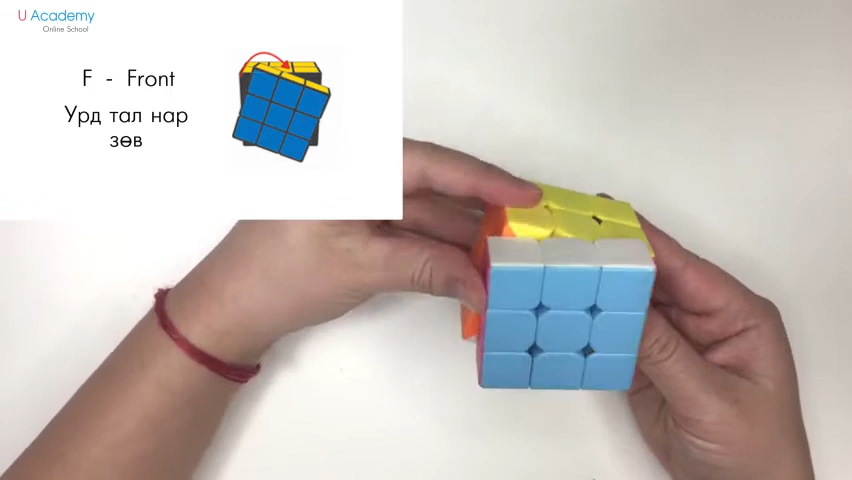 U Academy
Online School
F - Front
Урд тал нар
зөв